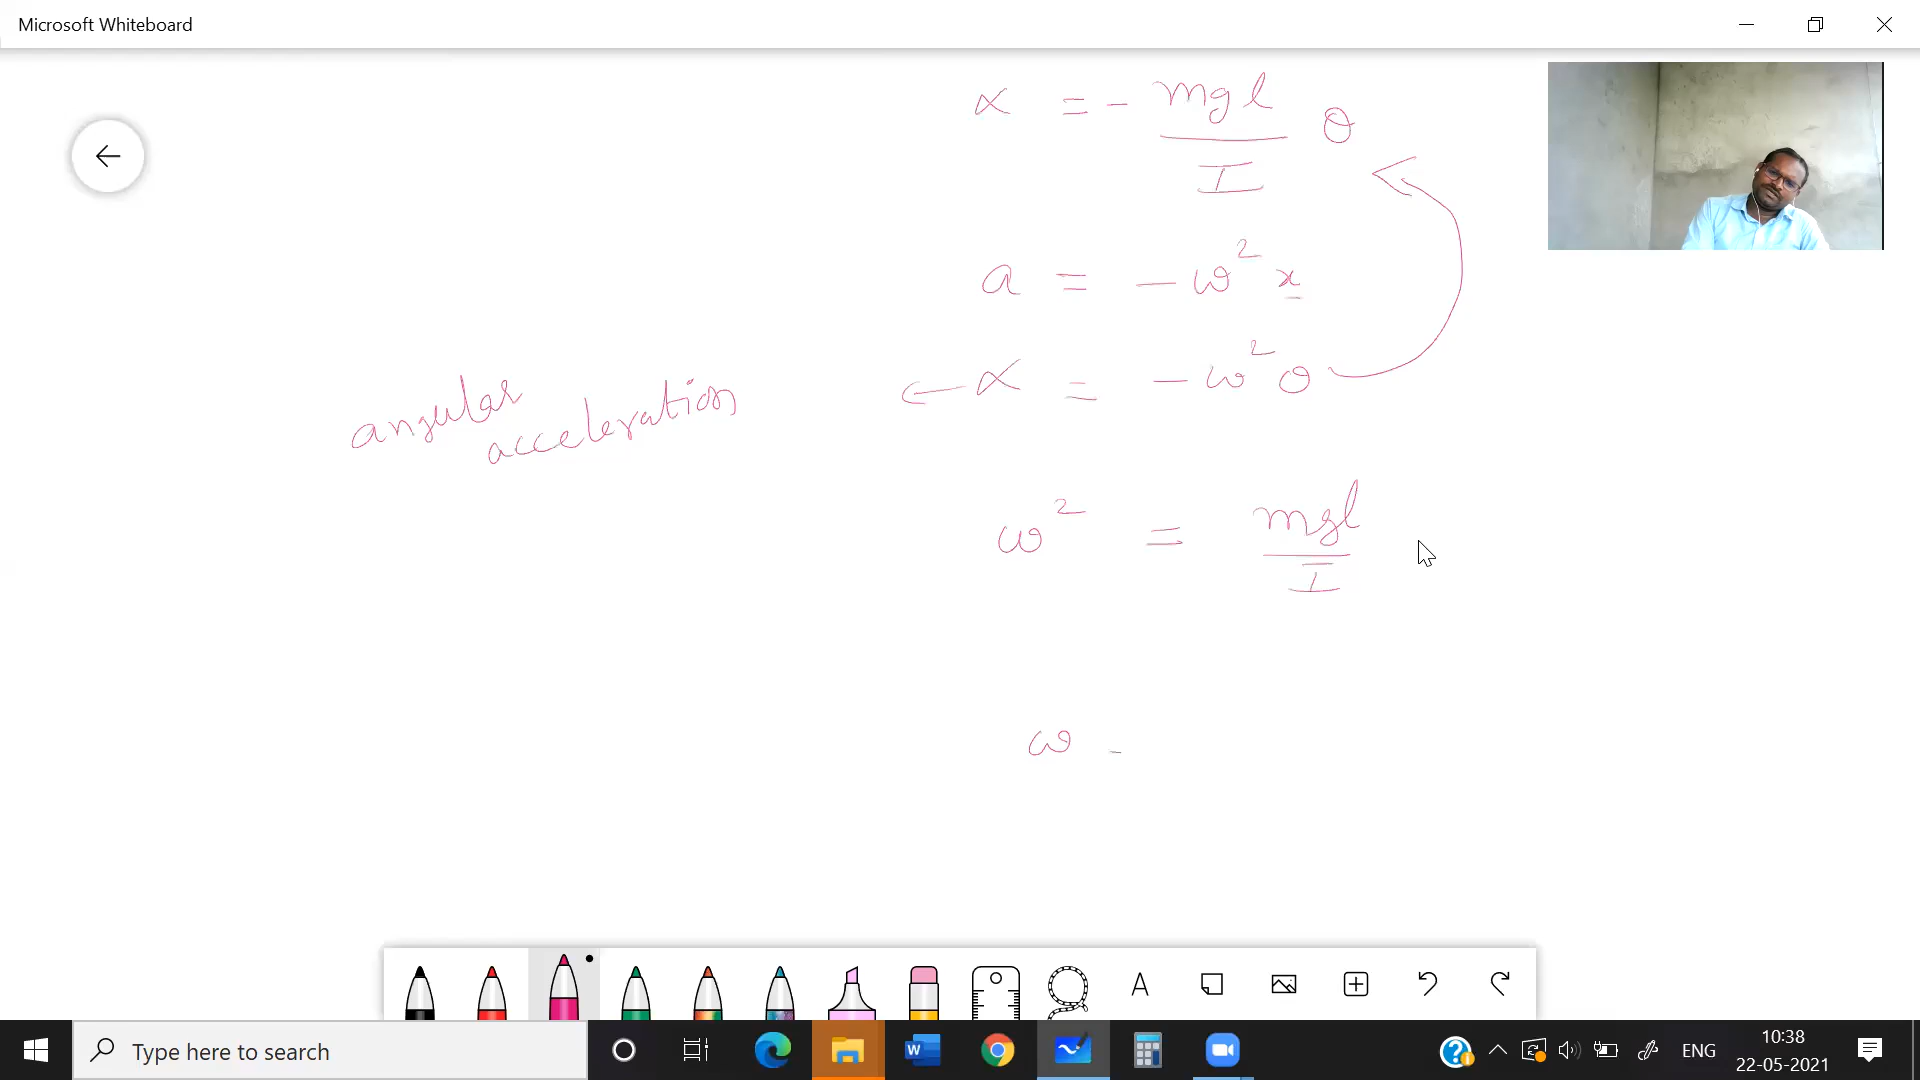 Microsoft Whiteboard
α = - mgl / I θ
a = - ω² x
angular acceleration ← α = - ω² θ
ω² = mgl / I
ω -
A
Type here to search
W
ENG
10:38
22-05-2021